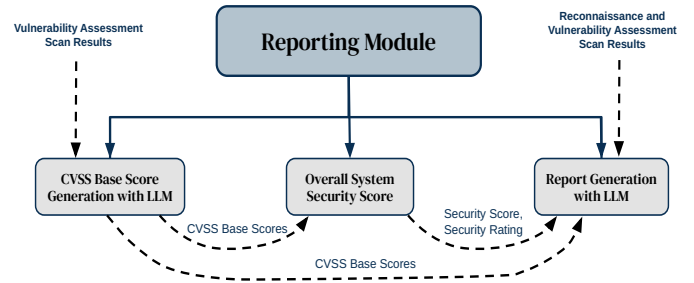 Vulnerability Assessment
Scan Results
Reporting Module
Reconnaissance and
Vulnerability Assessment
Scan Results
CVSS Base Score
Generation with LLM
Overall System
Security Score
Report Generation
with LLM
CVSS Base Scores
Security Score,
Security Rating
CVSS Base Scores